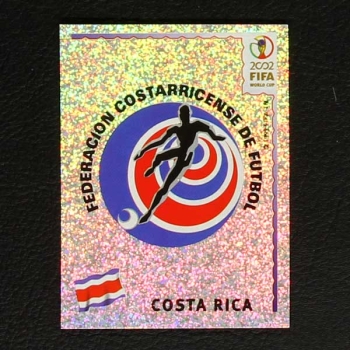 2002
FIFA
WORLD CUP
FEDERACION COSTARRICENSE DE FUTBOL
COSTA RICA